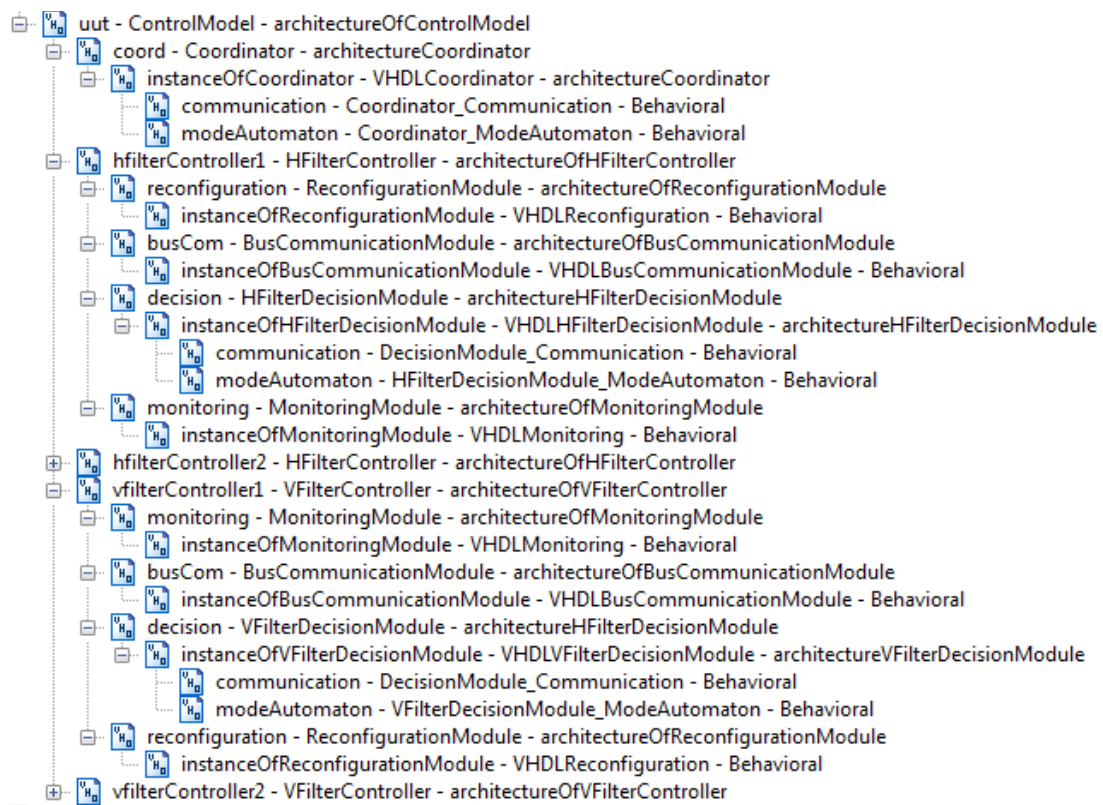 uut - ControlModel - architectureOfControlModel
coord - Coordinator - architectureCoordinator
instanceOfCoordinator - VHDLCoordinator - architectureCoordinator
communication - Coordinator_Communication - Behavioral
modeAutomaton - Coordinator_ModeAutomaton - Behavioral
hfilterController1 - HFilterController - architectureOfHFilterController
reconfiguration - ReconfigurationModule - architectureOfReconfigurationModule
instanceOfReconfigurationModule - VHDLReconfiguration - Behavioral
busCom - BusCommunicationModule - architectureOfBusCommunicationModule
instanceOfBusCommunicationModule - VHDLBusCommunicationModule - Behavioral
decision - HFilterDecisionModule - architectureHFilterDecisionModule
instanceOfHFilterDecisionModule - VHDLHFilterDecisionModule - architectureHFilterDecisionModule
communication - DecisionModule_Communication - Behavioral
modeAutomaton - HFilterDecisionModule_ModeAutomaton - Behavioral
monitoring - MonitoringModule - architectureOfMonitoringModule
instanceOfMonitoringModule - VHDLMonitoring - Behavioral
hfilterController2 - HFilterController - architectureOfHFilterController
vfilterController1 - VFilterController - architectureOfVFilterController
monitoring - MonitoringModule - architectureOfMonitoringModule
instanceOfMonitoringModule - VHDLMonitoring - Behavioral
busCom - BusCommunicationModule - architectureOfBusCommunicationModule
instanceOfBusCommunicationModule - VHDLBusCommunicationModule - Behavioral
decision - VFilterDecisionModule - architectureHFilterDecisionModule
instanceOfVFilterDecisionModule - VHDLVFilterDecisionModule - architectureVFilterDecisionModule
communication - DecisionModule_Communication - Behavioral
modeAutomaton - VFilterDecisionModule_ModeAutomaton - Behavioral
reconfiguration - ReconfigurationModule - architectureOfReconfigurationModule
instanceOfReconfigurationModule - VHDLReconfiguration - Behavioral
vfilterController2 - VFilterController - architectureOfVFilterController